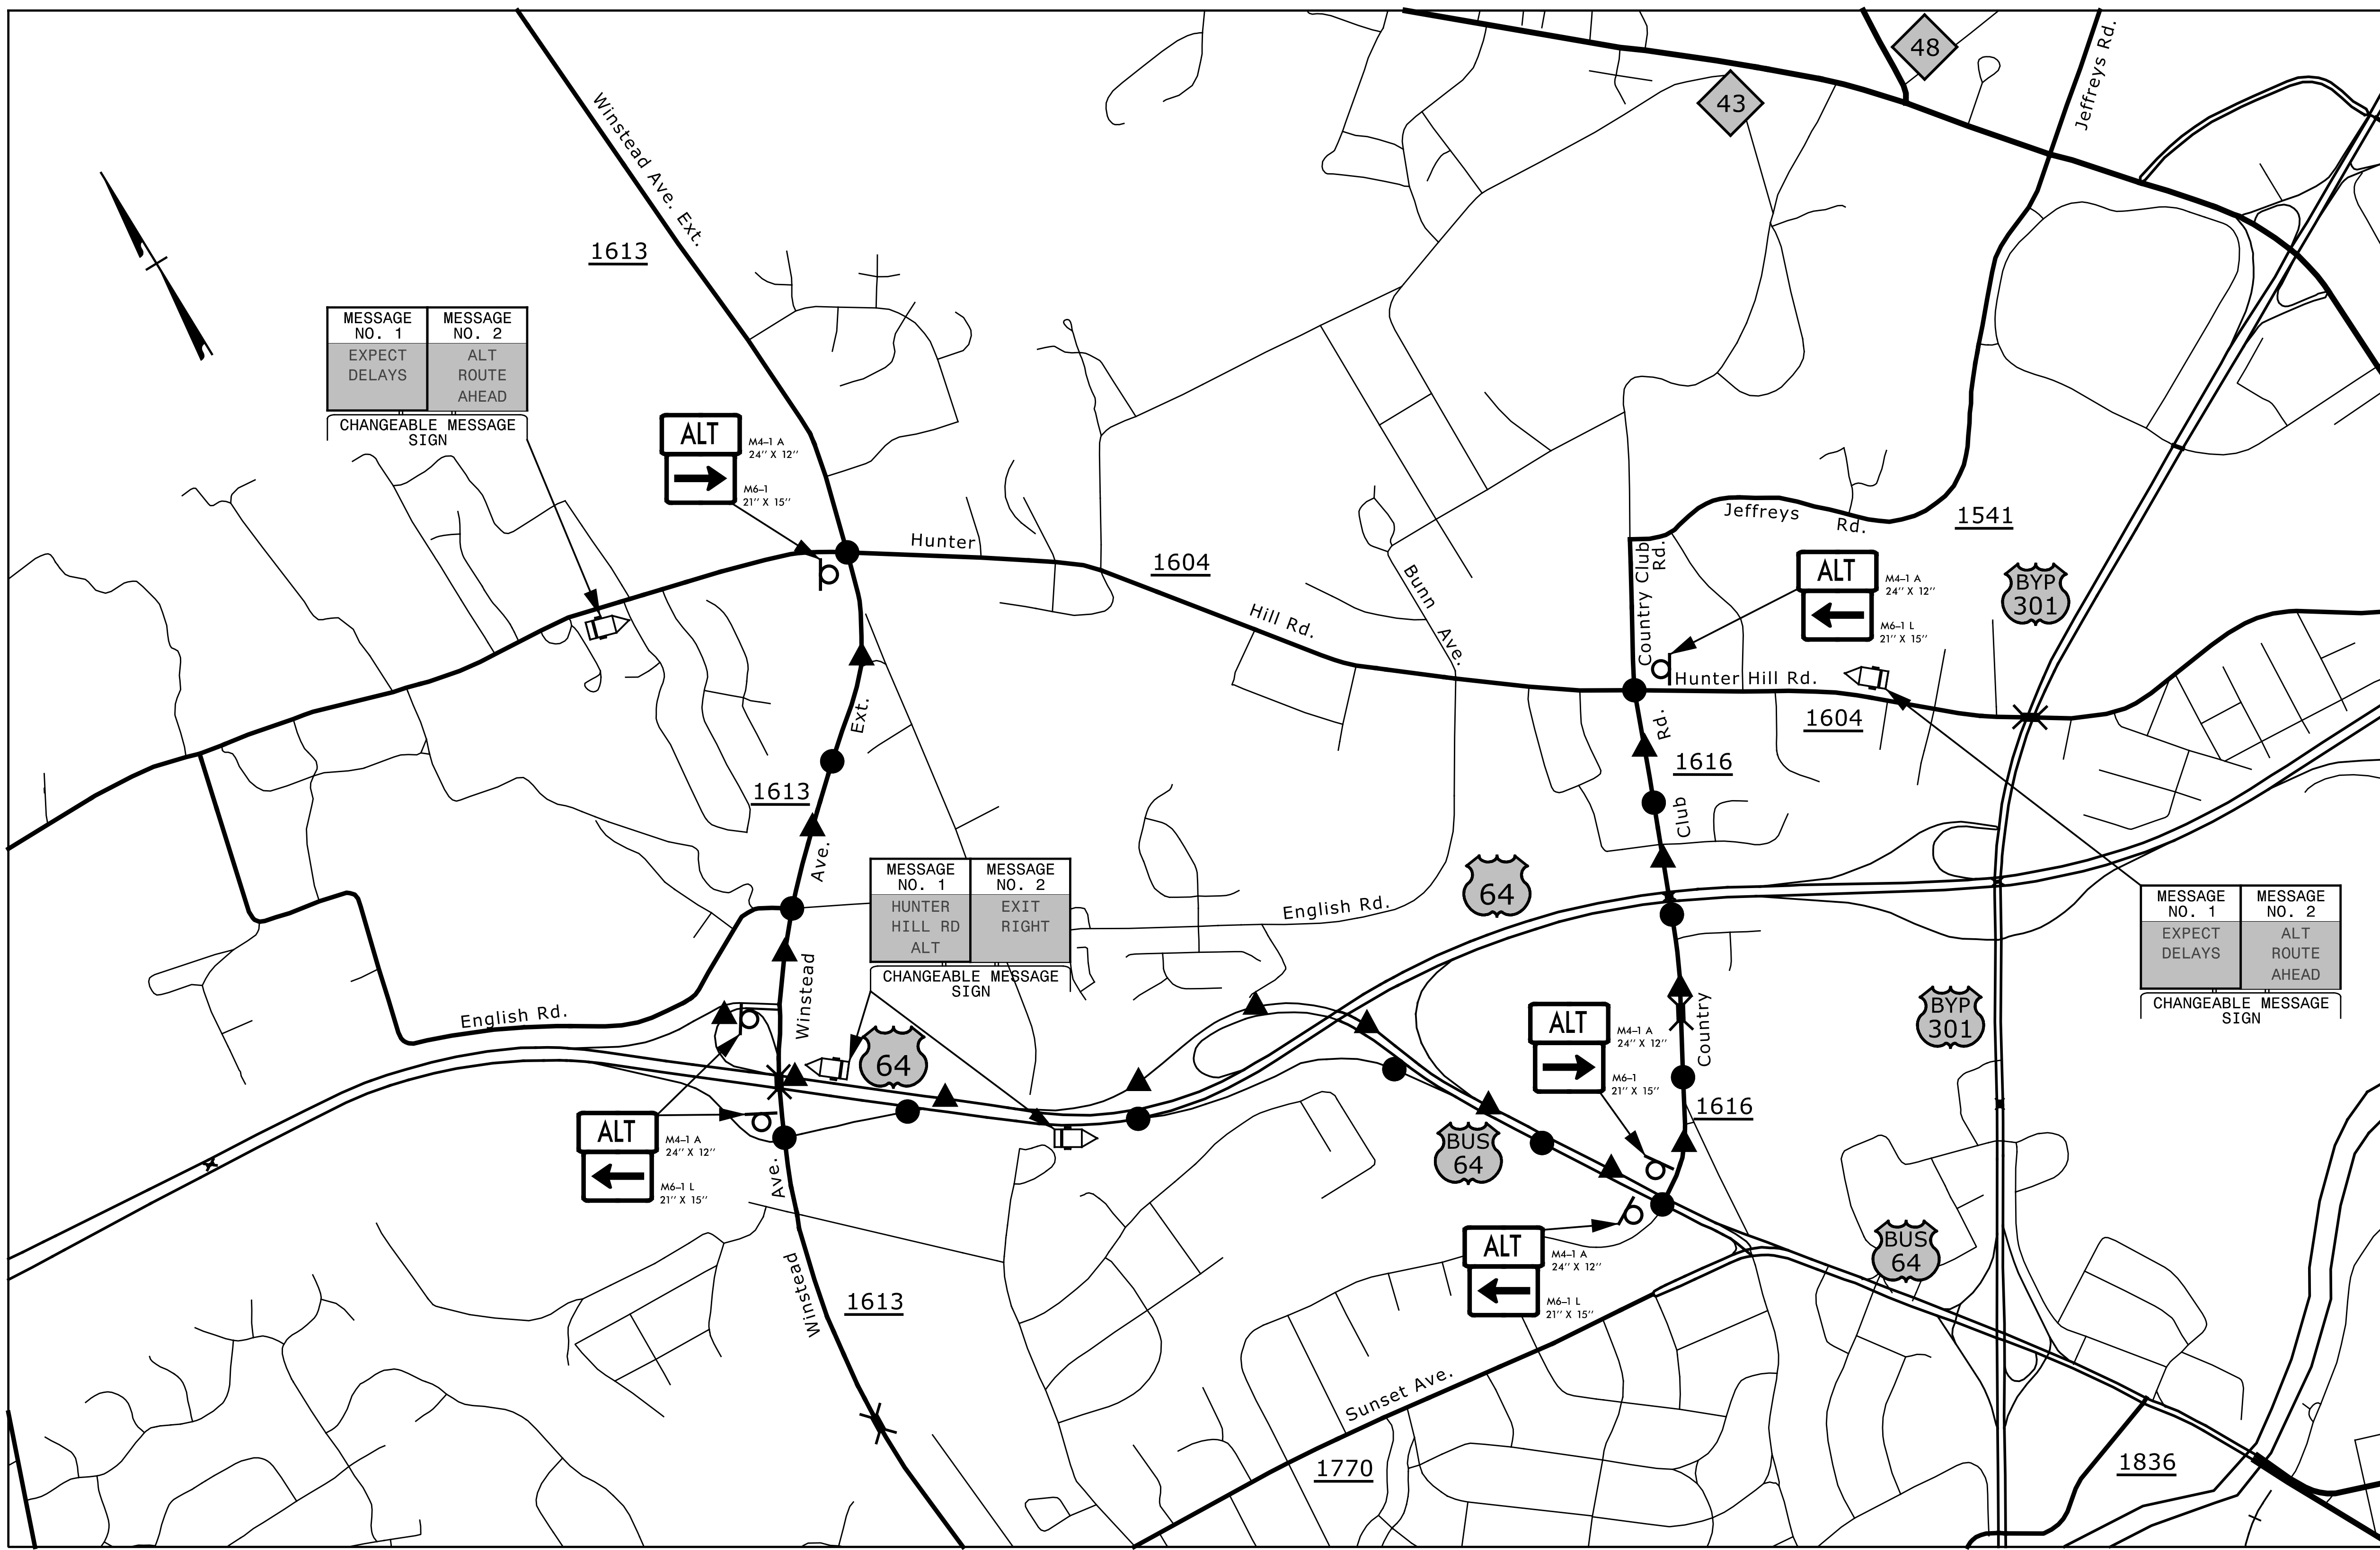 48
Jeffreys Rd.
43
Winstead Ave. Ext.
1613
MESSAGE NO. 1
MESSAGE NO. 2
EXPECT
DELAYS
ALT
ROUTE
AHEAD
CHANGEABLE MESSAGE
SIGN
ALT
M4-1 A
24" X 12"
M6-1
21" X 15"
Hunter
1604
Hill Rd.
Bunn Ave.
Jeffreys Rd.
1541
Country Club Rd.
ALT
M4-1 A
24" X 12"
M6-1 L
21" X 15"
BYP
301
Hunter Hill Rd.
1604
1616
Ext.
1613
Ave.
Winstead
Rd.
Club
Country
MESSAGE NO. 1
MESSAGE NO. 2
HUNTER
HILL RD
ALT
EXIT
RIGHT
CHANGEABLE MESSAGE
SIGN
English Rd.
64
MESSAGE NO. 1
MESSAGE NO. 2
EXPECT
DELAYS
ALT
ROUTE
AHEAD
CHANGEABLE MESSAGE
SIGN
English Rd.
64
BYP
301
ALT
M4-1 A
24" X 12"
M6-1
21" X 15"
1616
ALT
M4-1 A
24" X 12"
M6-1 L
21" X 15"
BUS
64
Ave.
Winstead
1613
ALT
M4-1 A
24" X 12"
M6-1 L
21" X 15"
BUS
64
Sunset Ave.
1770
1836